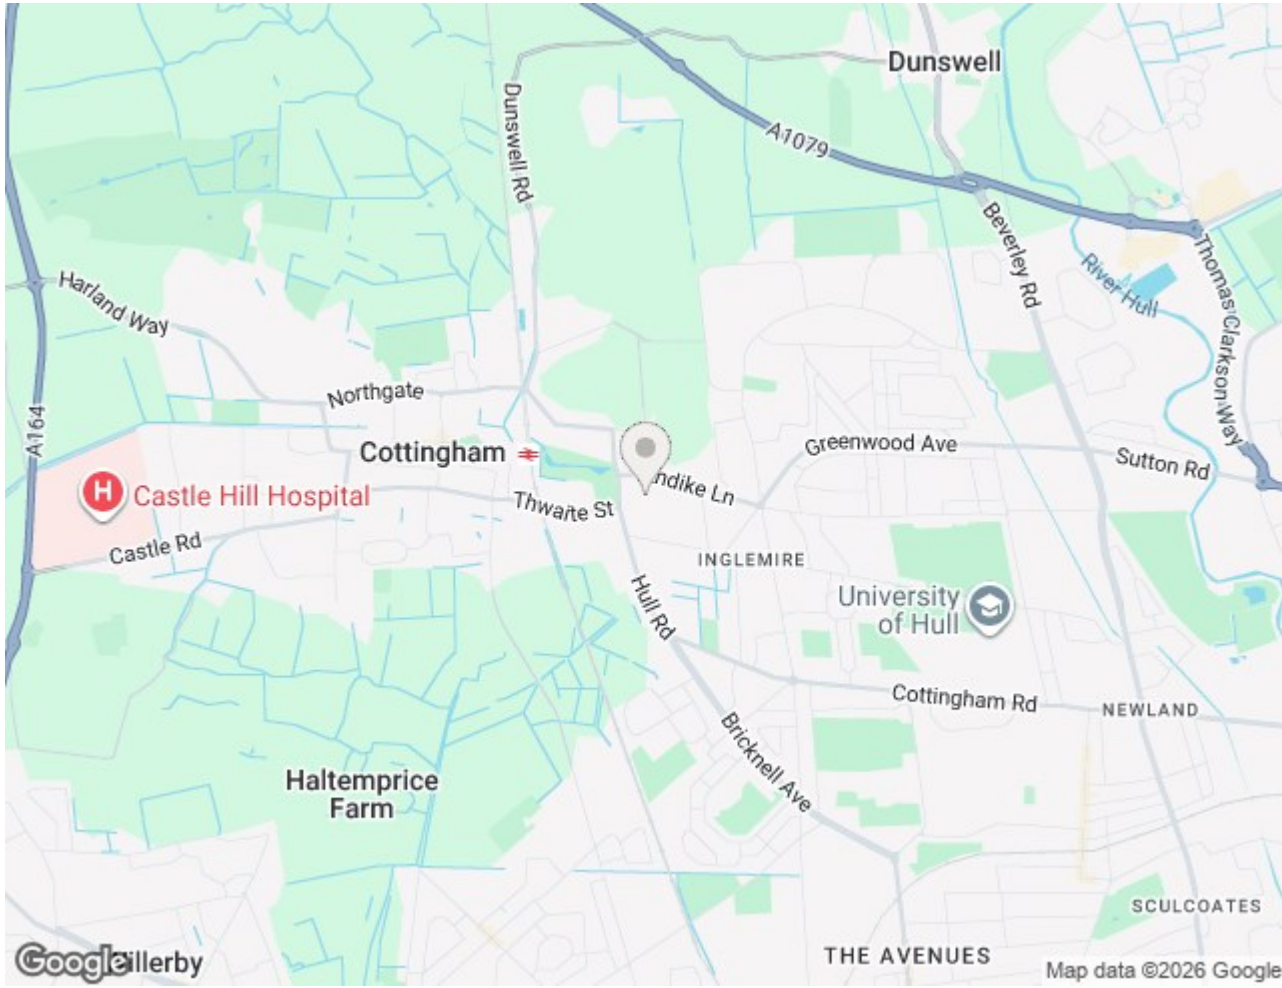 Dunswell
A1079
Dunswell Rd
Beverley Rd
River Hull
Thomas Clarkson Way
Harland Way
Northgate
A164
Cottingham
Greenwood Ave
Sutton Rd
ndike Ln
Castle Hill Hospital
H
Thwaite St
Castle Rd
INGLEMIRE
University
of Hull
Hull Rd
Cottingham Rd
NEWLAND
Bricknell Ave
Haltemprice
Farm
SCULCOATES
THE AVENUES
Google
illerby
Map data ©2026 Google